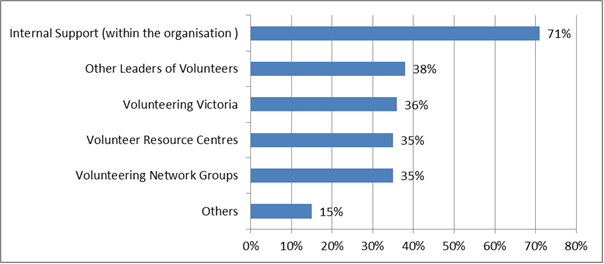 Internal Support (within the organisation ) 71%
Other Leaders of Volunteers 38%
Volunteering Victoria 36%
Volunteer Resource Centres 35%
Volunteering Network Groups 35%
Others 15%
0% 10% 20% 30% 40% 50% 60% 70% 80%